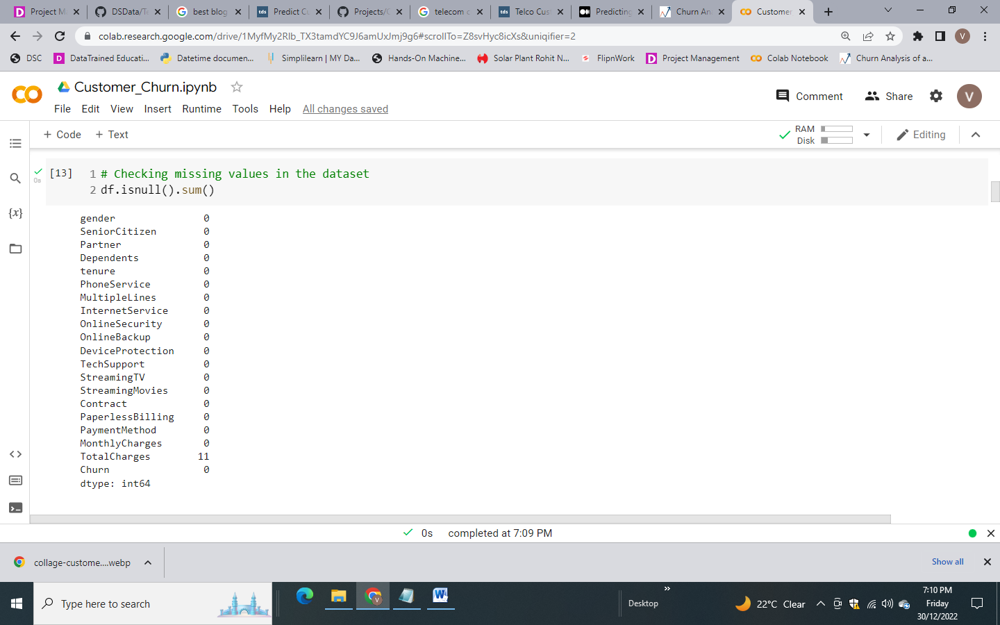 Project M
DSData/Te
best blog
Predict Cu
Projects/C
telecom c
Telco Cust
Predicting
Churn An
Customer
colab.research.google.com/drive/1MyfMy2RIb_TX3tamdYC9J6amUxJmj9g6#scrollTo=Z8svHyc8icXs&uniqifier=2
V
DSC
DataTrained Educati...
Datetime documen...
Simplilearn | MY Da...
Hands-On Machine...
Solar Plant Rohit N...
FlipnWork
Project Management
Colab Notebook
Churn Analysis of a...
Customer_Churn.ipynb
File Edit View Insert Runtime Tools Help All changes saved
Comment
Share
V
+ Code + Text
RAM
Disk
Editing
[13] 1 # Checking missing values in the dataset
0s
2 df.isnull().sum()
{x}
gender 0
SeniorCitizen 0
Partner 0
Dependents 0
tenure 0
PhoneService 0
MultipleLines 0
InternetService 0
OnlineSecurity 0
OnlineBackup 0
DeviceProtection 0
TechSupport 0
StreamingTV 0
StreamingMovies 0
Contract 0
PaperlessBilling 0
PaymentMethod 0
MonthlyCharges 0
TotalCharges 11
Churn 0
dtype: int64
0s completed at 7:09 PM
collage-custome....webp
Show all
Type here to search
Desktop
22°C Clear
7:10 PM
Friday
30/12/2022